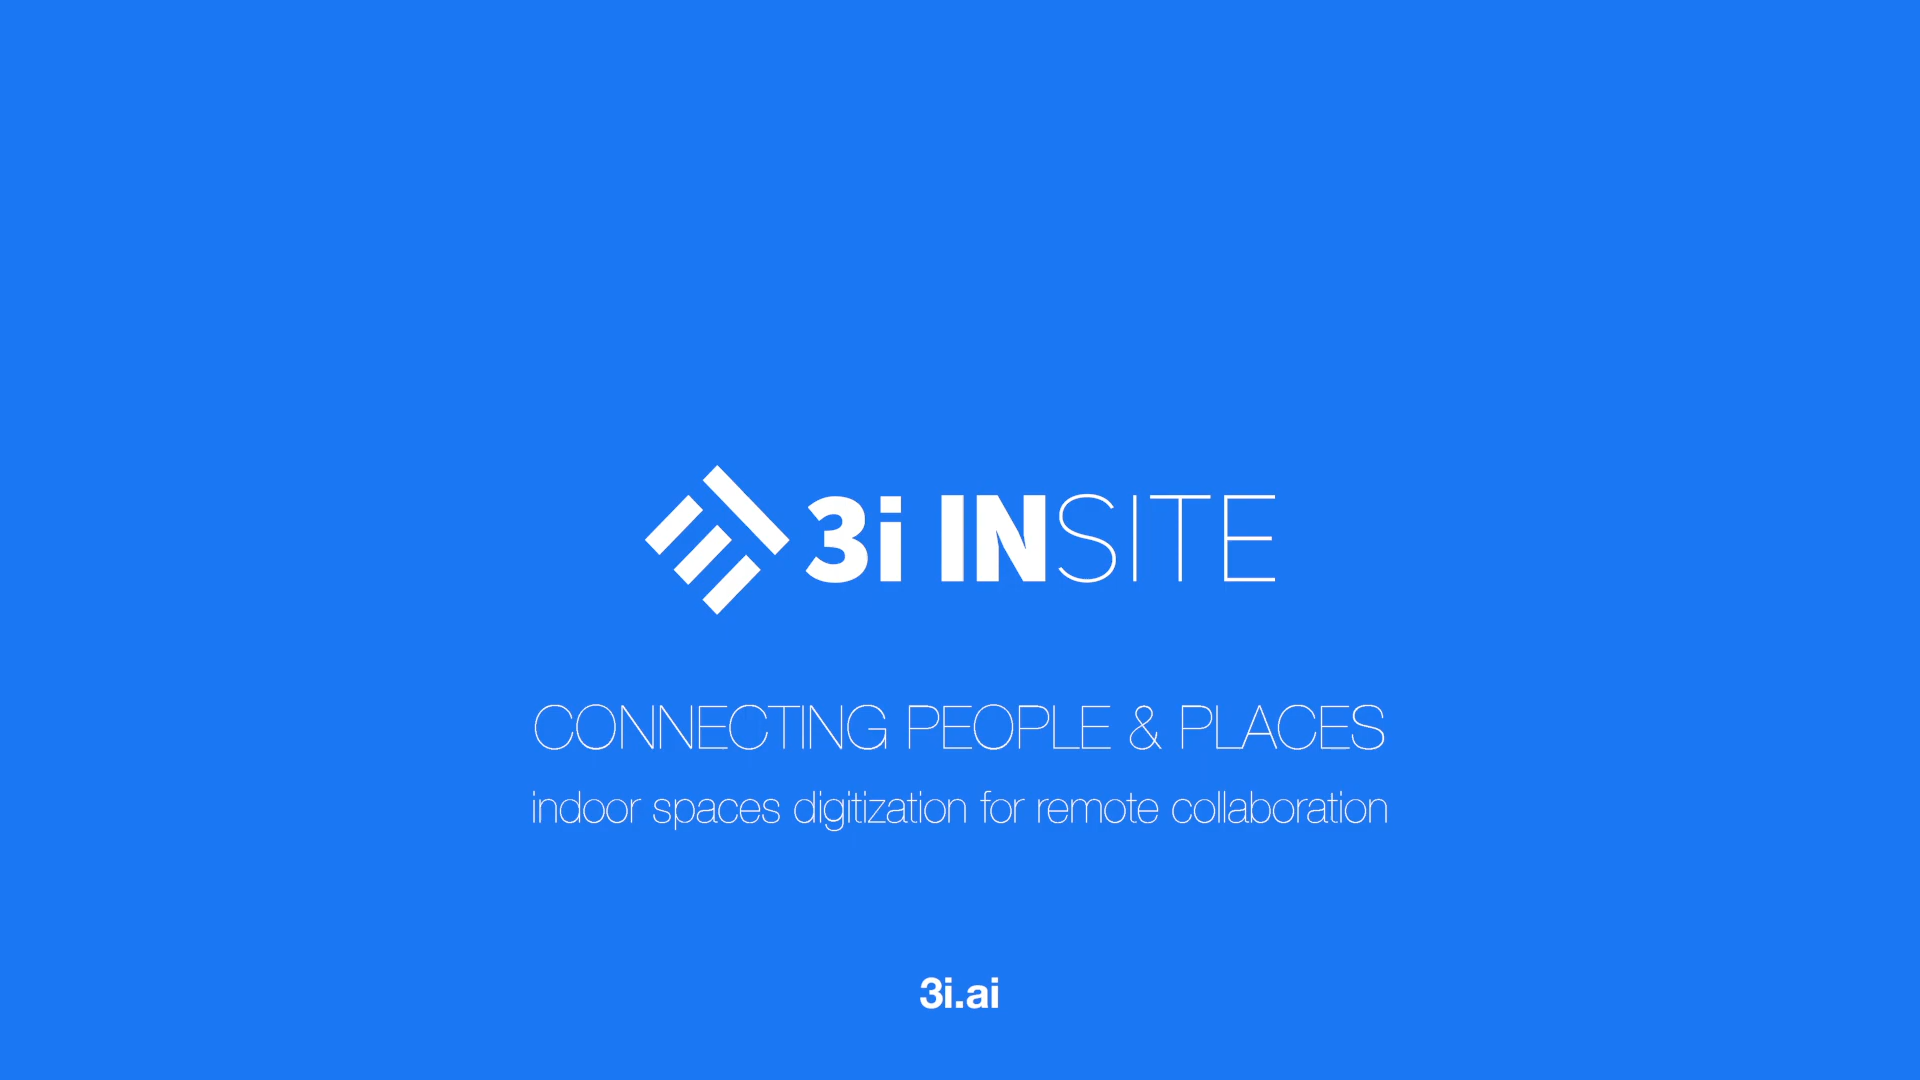 3i INSITE
CONNECTING PEOPLE & PLACES
indoor spaces digitization for remote collaboration
3i.ai